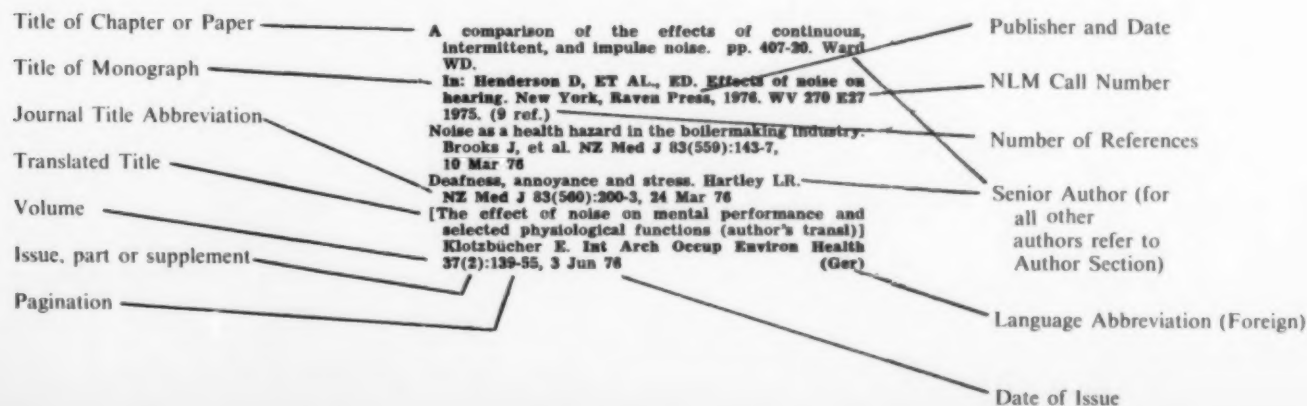 Title of Chapter or Paper
Title of Monograph
Journal Title Abbreviation
Translated Title
Volume
Issue, part or supplement
Pagination
A comparison of the effects of continuous,
intermittent, and impulse noise. pp. 407-20. Ward
WD.
In: Henderson D, ET AL., ED. Effects of noise on
hearing. New York, Raven Press, 1976. WV 270 E27
1975. (9 ref.)
Noise as a health hazard in the boilermaking industry.
Brooks J, et al. NZ Med J 83(559):143-7,
10 Mar 76
Deafness, annoyance and stress. Hartley LR.
NZ Med J 83(560):200-3, 24 Mar 76
[The effect of noise on mental performance and
selected physiological functions (author's transl)]
Klotzbücher E. Int Arch Occup Environ Health
37(2):139-55, 3 Jun 76 (Ger)
Publisher and Date
NLM Call Number
Number of References
Senior Author (for
all other
authors refer to
Author Section)
Language Abbreviation (Foreign)
Date of Issue